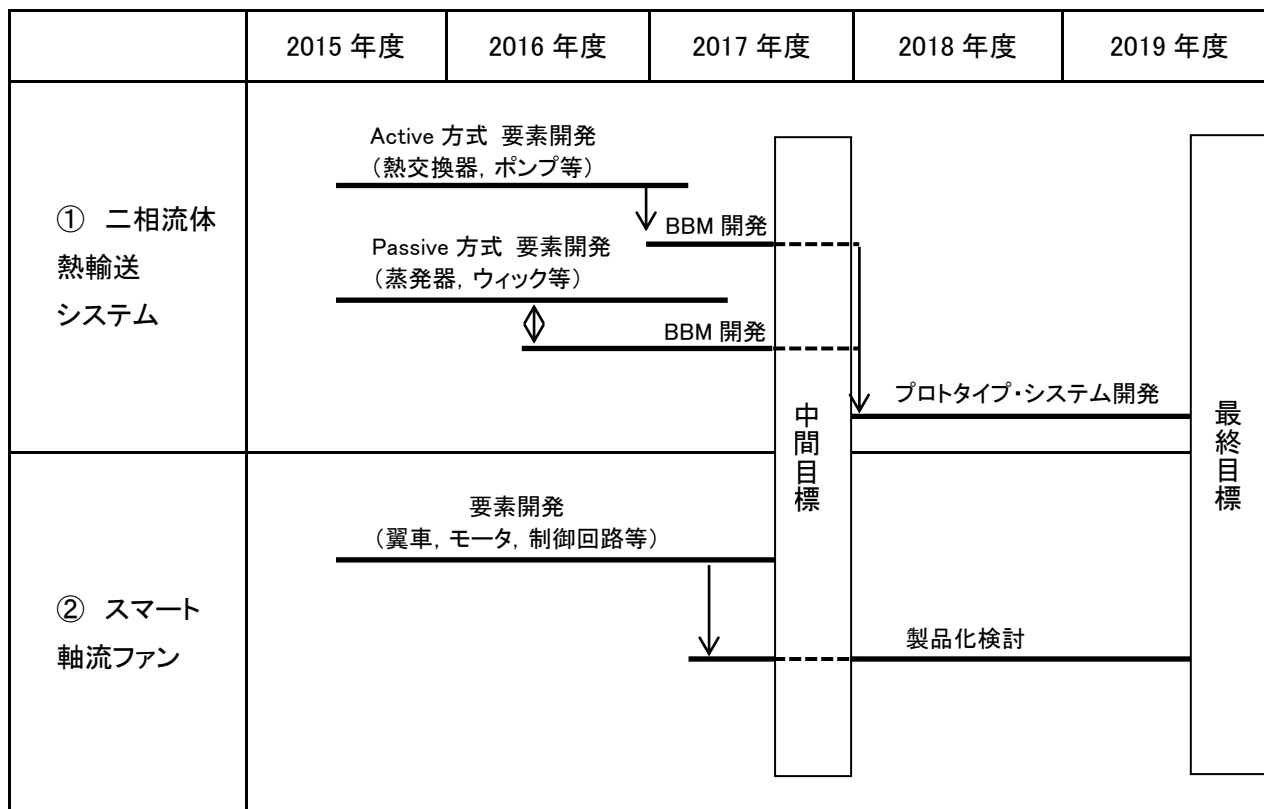 2015 年度
2016 年度
2017 年度
2018 年度
2019 年度
① 二相流体
熱輸送
システム
Active 方式 要素開発
(熱交換器, ポンプ等)
BBM 開発
Passive 方式 要素開発
(蒸発器, ウィック等)
BBM 開発
プロトタイプ・システム開発
中間目標
最終目標
② スマート
軸流ファン
要素開発
(翼車, モータ, 制御回路等)
製品化検討